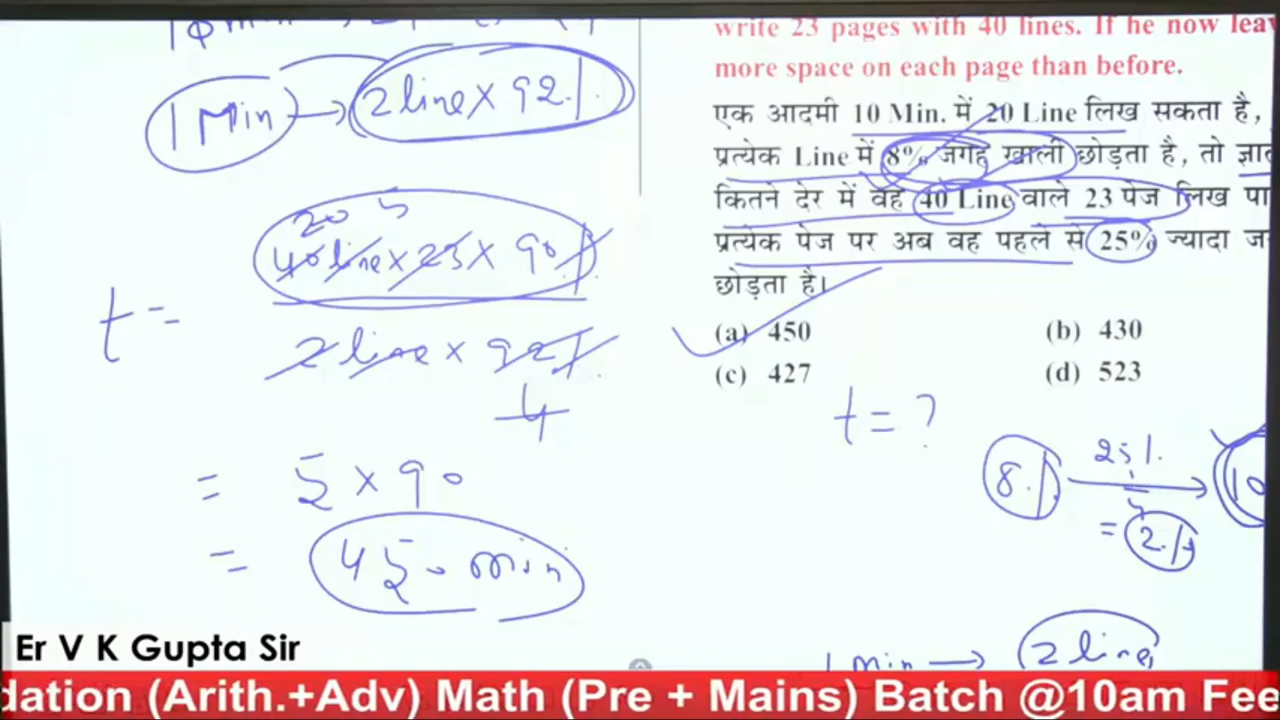 1 Min → 2 line × 92%
20 5
40 line × 23 × 90%
t =
2 line × 92%
4
= 5 × 90
= 450 min
write 23 pages with 40 lines. If he now leav
more space on each page than before.
एक आदमी 10 Min. में 20 Line लिख सकता है,
प्रत्येक Line में 8% जगह खाली छोड़ता है, तो ज्ञात
कितने देर में वह 40 Line वाले 23 पेज लिख पा
प्रत्येक पेज पर अब वह पहले से 25% ज्यादा ज
छोड़ता है।
(a) 450 (b) 430
(c) 427 (d) 523
t = ?
8% 25% → 10
= 2%
1 min → 2 line
Er V K Gupta Sir
dation (Arith.+Adv) Math (Pre + Mains) Batch @10am Fee